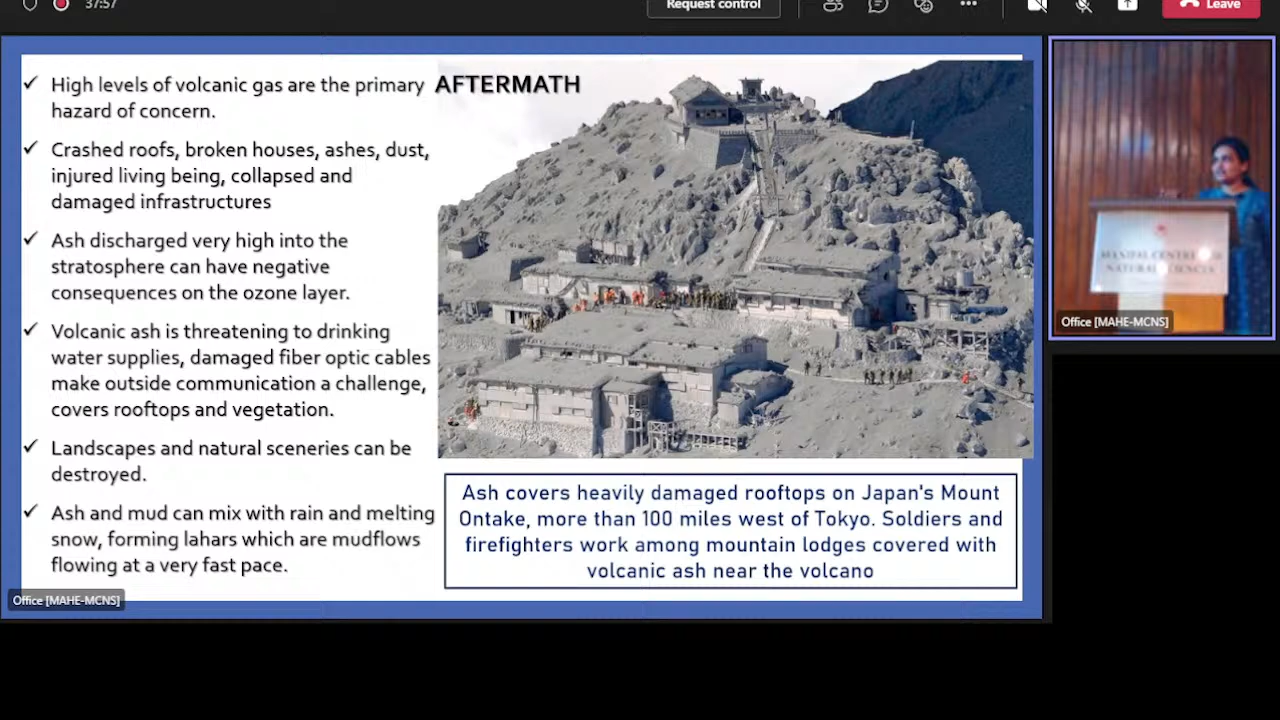 37:57
Request control
Leave
✓ High levels of volcanic gas are the primary
hazard of concern.
✓ Crashed roofs, broken houses, ashes, dust,
injured living being, collapsed and
damaged infrastructures
✓ Ash discharged very high into the
stratosphere can have negative
consequences on the ozone layer.
✓ Volcanic ash is threatening to drinking
water supplies, damaged fiber optic cables
make outside communication a challenge,
covers rooftops and vegetation.
✓ Landscapes and natural sceneries can be
destroyed.
✓ Ash and mud can mix with rain and melting
snow, forming lahars which are mudflows
flowing at a very fast pace.
AFTERMATH
Ash covers heavily damaged rooftops on Japan's Mount
Ontake, more than 100 miles west of Tokyo. Soldiers and
firefighters work among mountain lodges covered with
volcanic ash near the volcano
Office [MAHE-MCNS]
MANIPAL CENTRE
NATURAL SCIENCES
Office [MAHE-MCNS]